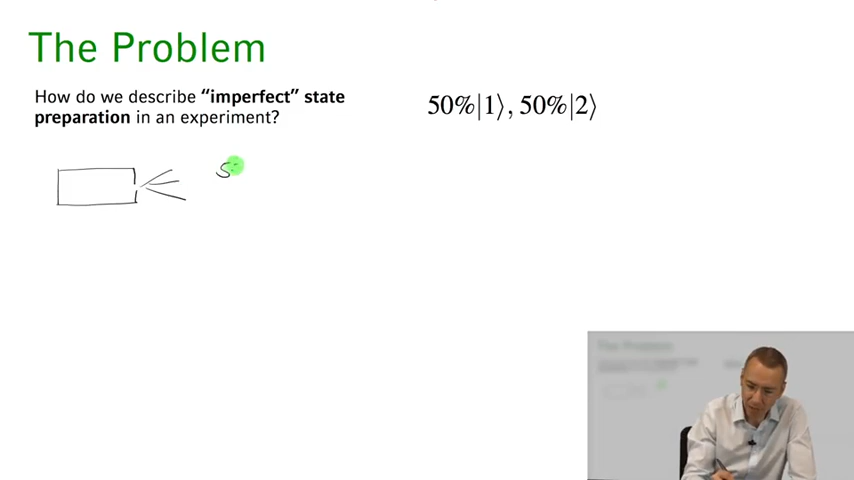 The Problem
How do we describe “imperfect” state
preparation in an experiment?
50%|1⟩, 50%|2⟩
S